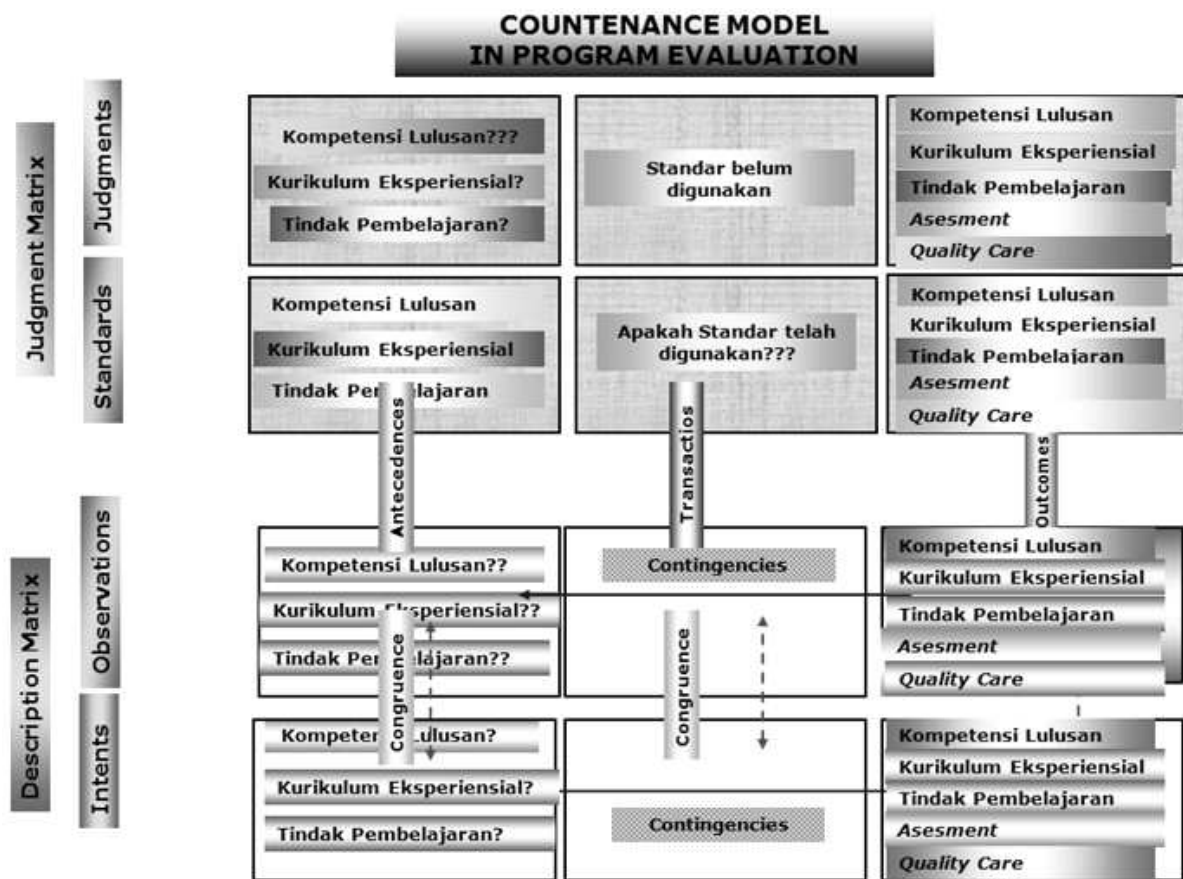 COUNTENANCE MODEL
IN PROGRAM EVALUATION
Judgment Matrix
Judgments
Kompetensi Lulusan???
Kurikulum Eksperiensial?
Tindak Pembelajaran?
Standar belum
digunakan
Kompetensi Lulusan
Kurikulum Eksperiensial
Tindak Pembelajaran
Asesment
Quality Care
Standards
Kompetensi Lulusan
Kurikulum Eksperiensial
Tindak Pembelajaran
Apakah Standar telah
digunakan???
Kompetensi Lulusan
Kurikulum Eksperiensial
Tindak Pembelajaran
Asesment
Quality Care
Antecedences
Transactios
Outcomes
Description Matrix
Observations
Kompetensi Lulusan??
Kurikulum Eksperiensial??
Tindak Pembelajaran??
Contingencies
Kompetensi Lulusan
Kurikulum Eksperiensial
Tindak Pembelajaran
Asesment
Quality Care
Congruence
Congruence
Intents
Kompetensi Lulusan?
Kurikulum Eksperiensial?
Tindak Pembelajaran?
Contingencies
Kompetensi Lulusan
Kurikulum Eksperiensial
Tindak Pembelajaran
Asesment
Quality Care